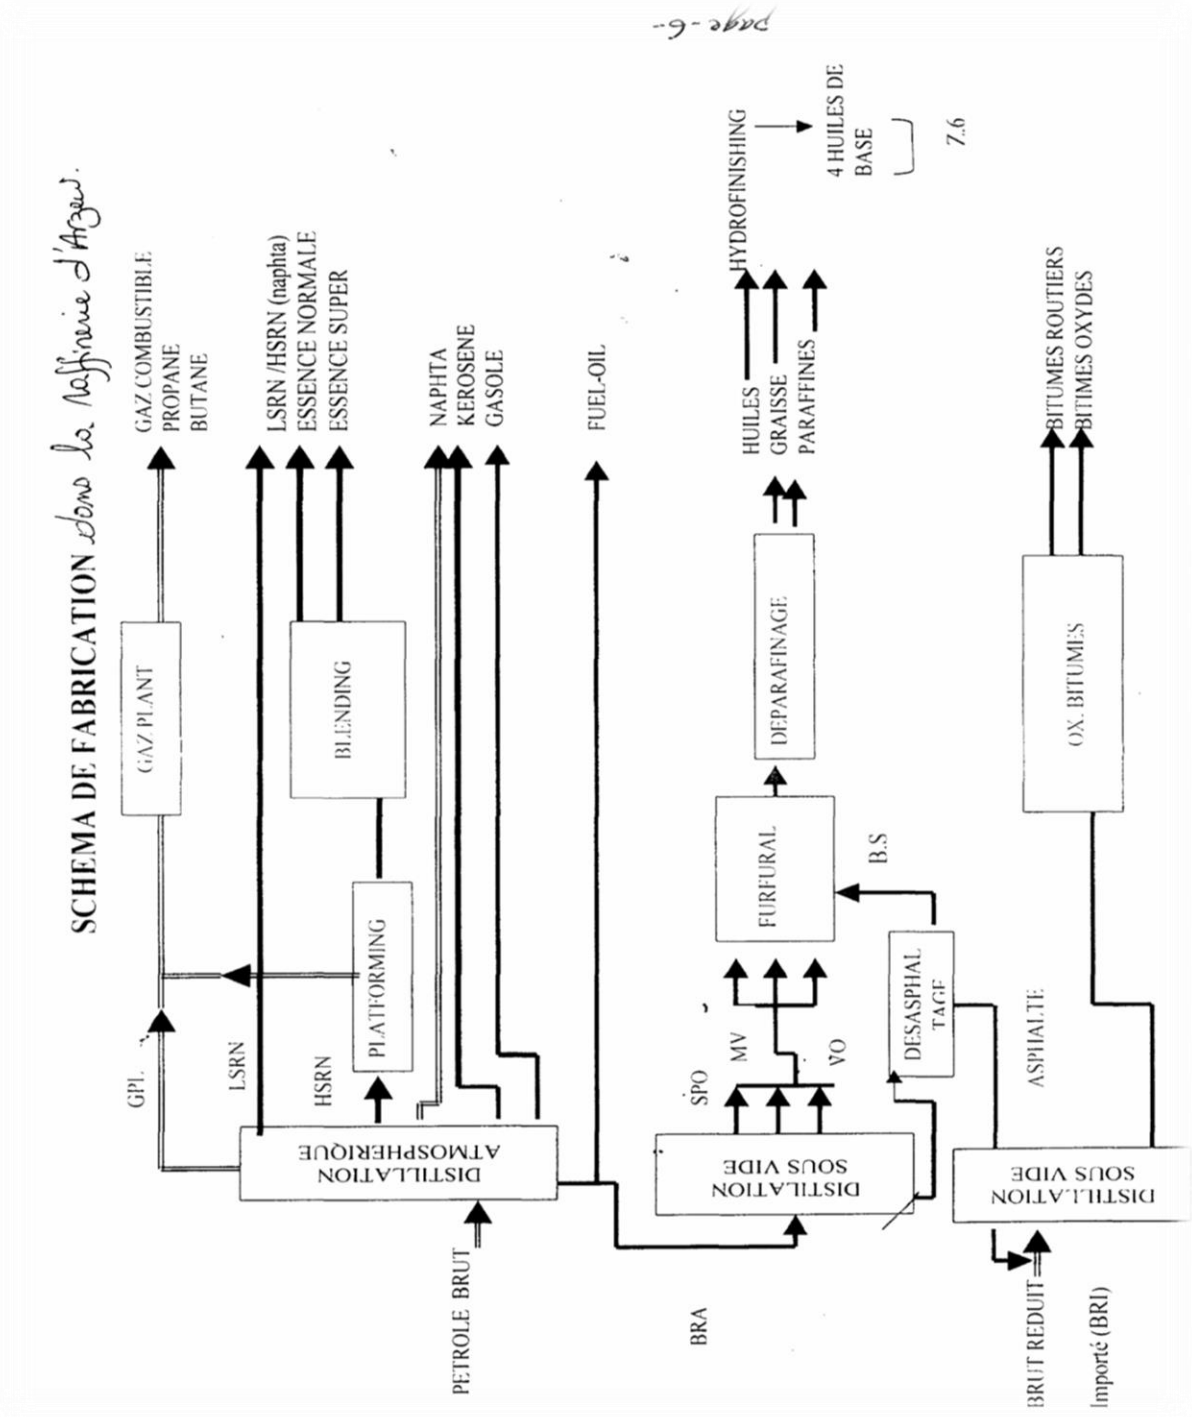 page -6-
SCHEMA DE FABRICATION dans la raffinerie d'Arzew.
GAZ COMBUSTIBLE
PROPANE
BUTANE
GAZ PLANT
GPL
LSRN /HSRN (naphta)
ESSENCE NORMALE
ESSENCE SUPER
BLENDING
PLATFORMING
LSRN
HSRN
NAPHTA
KEROSENE
GASOLE
DISTILLATION
ATMOSPHERIQUE
PETROLE BRUT
FUEL-OIL
HYDROFINISHING
4 HUILES DE
BASE
Z.6
HUILES
GRAISSE
PARAFFINES
DEPARAFINAGE
FURFURAL
B.S
SPO
MV
VO
DISTILATION
SOUS VIDE
BRA
DESASPHAL
TAGE
ASPHALTE
BITUMES ROUTIERS
BITIMES OXYDES
OX. BITUMES
DISTILLATION
SOUS VIDE
BRUT REDUIT
Importé (BRI)